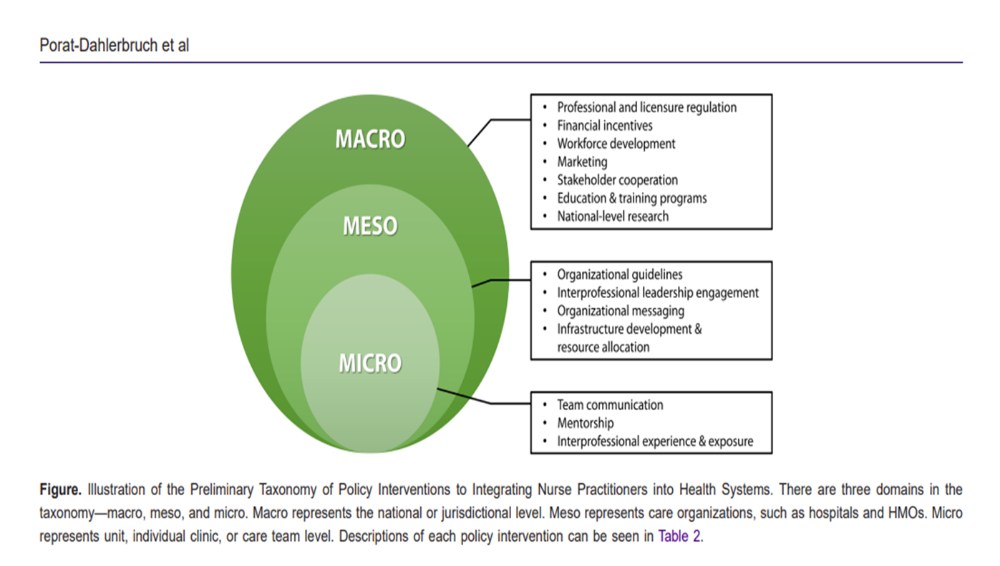 Porat-Dahlerbruch et al
MACRO
• Professional and licensure regulation
• Financial incentives
• Workforce development
• Marketing
• Stakeholder cooperation
• Education & training programs
• National-level research
MESO
• Organizational guidelines
• Interprofessional leadership engagement
• Organizational messaging
• Infrastructure development &
resource allocation
MICRO
• Team communication
• Mentorship
• Interprofessional experience & exposure
Figure. Illustration of the Preliminary Taxonomy of Policy Interventions to Integrating Nurse Practitioners into Health Systems. There are three domains in the
taxonomy—macro, meso, and micro. Macro represents the national or jurisdictional level. Meso represents care organizations, such as hospitals and HMOs. Micro
represents unit, individual clinic, or care team level. Descriptions of each policy intervention can be seen in Table 2.